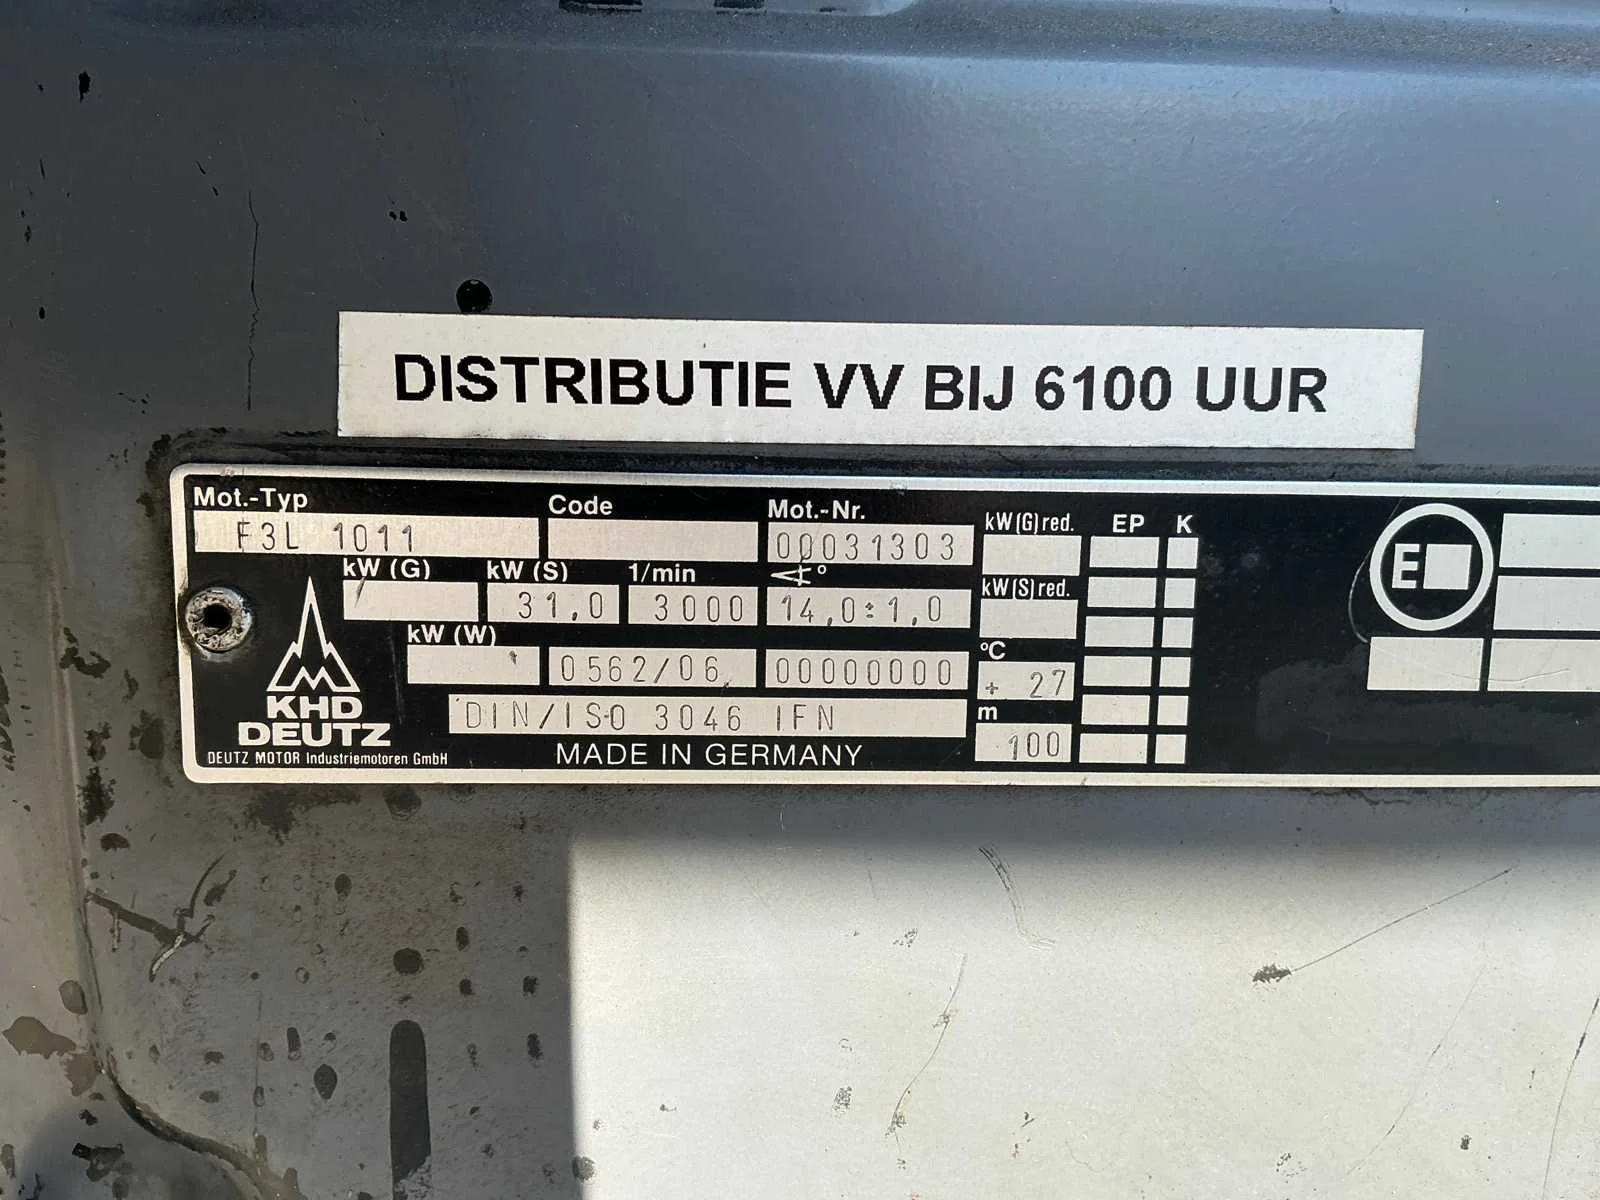 DISTRIBUTIE VV BIJ 6100 UUR
Mot.-Typ Code Mot.-Nr. kW(G) red. EP K
F3L 1011 00031303
kW (G) kW (S) 1/min °
31,0 3000 14,0:1,0 kW(S) red.
kW (W)
0562/06 00000000 °C
+ 27
DIN/ISO 3046 IFN m
100
KHD
DEUTZ
DEUTZ MOTOR Industriemotoren GmbH MADE IN GERMANY
E